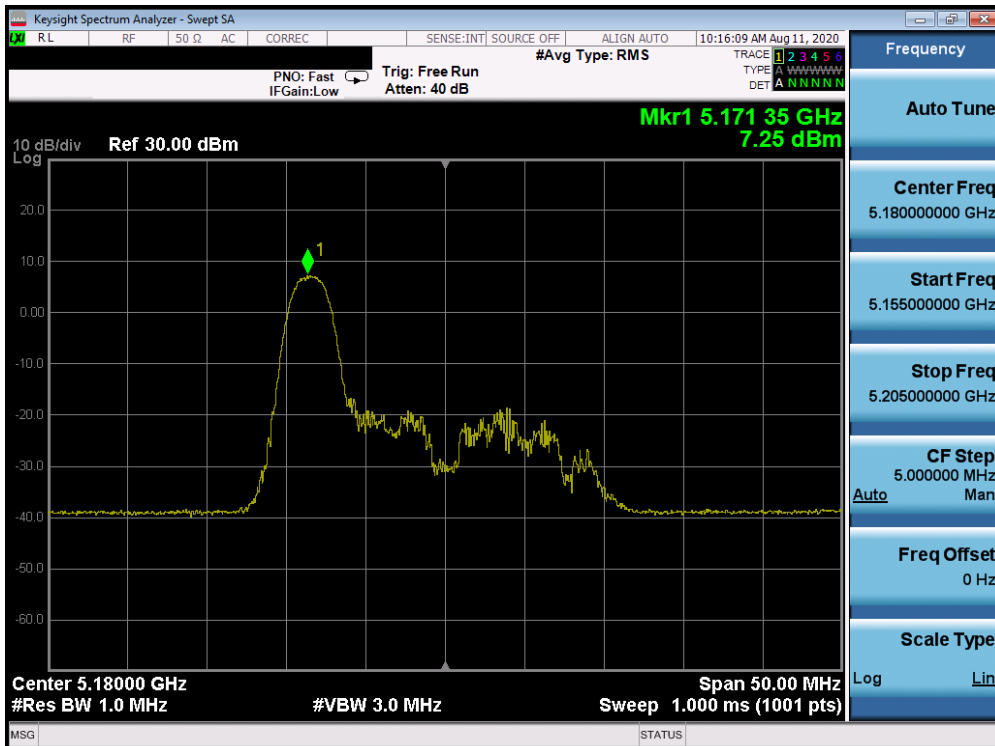 Keysight Spectrum Analyzer - Swept SA
LXI RL RF 50 Ω AC CORREC SENSE:INT SOURCE OFF ALIGN AUTO 10:16:09 AM Aug 11, 2020
#Avg Type: RMS
TRACE 1 2 3 4 5 6
PNO: Fast Trig: Free Run
TYPE A WWWWW
IFGain:Low Atten: 40 dB
DET A N N N N N
Mkr1 5.171 35 GHz
7.25 dBm
10 dB/div Ref 30.00 dBm
Log
20.0
10.0
1
0.00
-10.0
-20.0
-30.0
-40.0
-50.0
-60.0
Center 5.18000 GHz Span 50.00 MHz
#Res BW 1.0 MHz #VBW 3.0 MHz Sweep 1.000 ms (1001 pts)
MSG STATUS
Frequency
Auto Tune
Center Freq
5.180000000 GHz
Start Freq
5.155000000 GHz
Stop Freq
5.205000000 GHz
CF Step
5.000000 MHz
Auto Man
Freq Offset
0 Hz
Scale Type
Log Lin